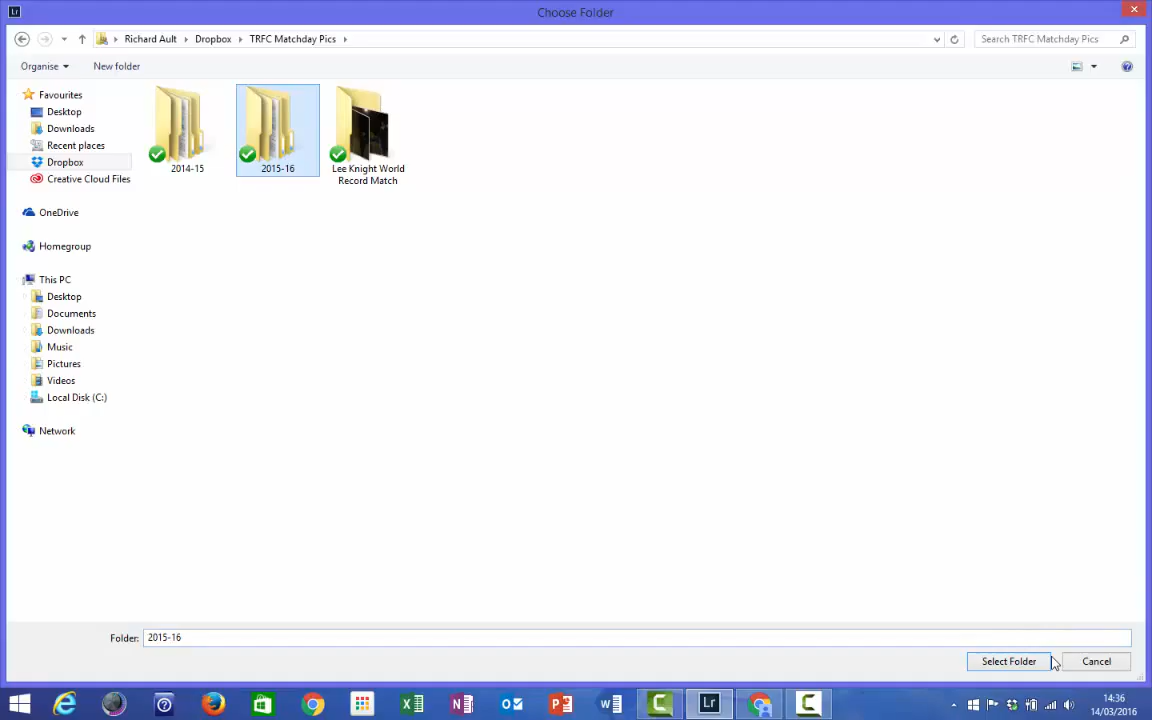 Lr
Choose Folder
Richard Ault
Dropbox
TRFC Matchday Pics
Search TRFC Matchday Pics
Organise
New folder
Favourites
Desktop
Downloads
Recent places
Dropbox
Creative Cloud Files
OneDrive
Homegroup
This PC
Desktop
Documents
Downloads
Music
Pictures
Videos
Local Disk (C:)
Network
2014-15
2015-16
Lee Knight World
Record Match
Folder:
2015-16
Select Folder
Cancel
Lr
14:36
14/03/2016